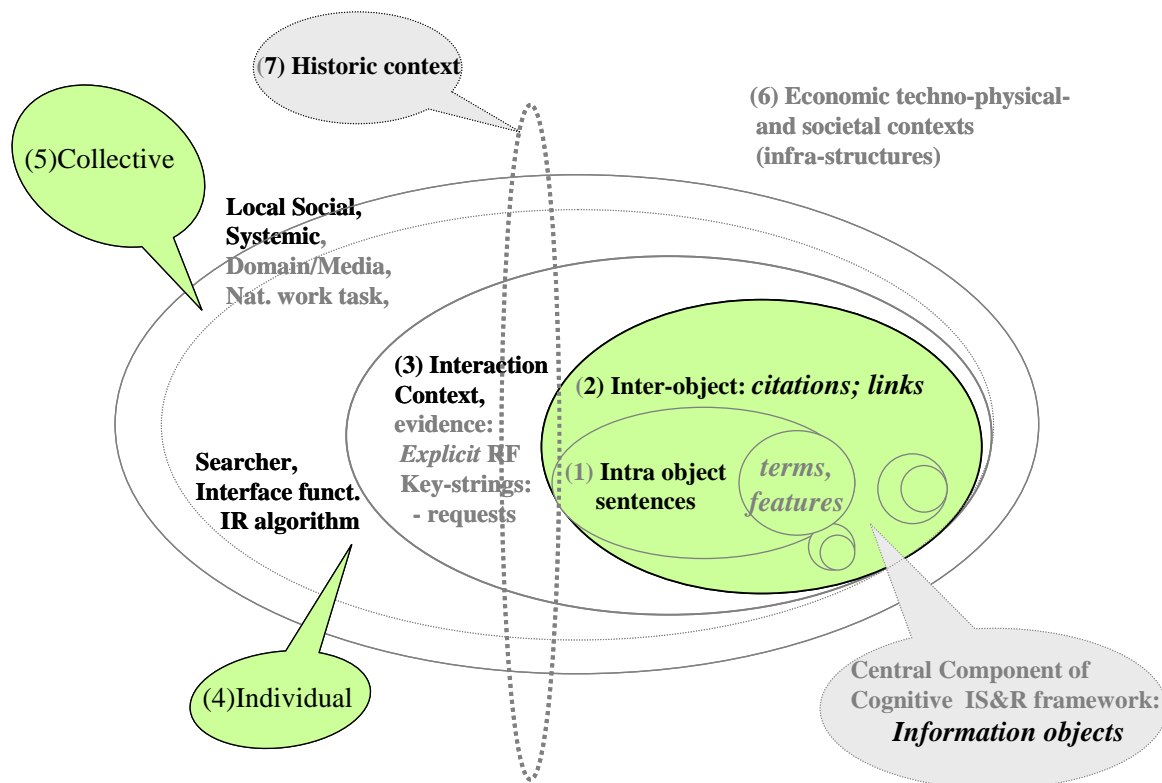 (7) Historic context
(6) Economic techno-physical-
and societal contexts
(infra-structures)
(5)Collective
Local Social,
Systemic,
Domain/Media,
Nat. work task,
(3) Interaction
Context,
evidence:
Explicit RF
Key-strings:
- requests
(2) Inter-object: citations; links
(1) Intra object
sentences
terms,
features
Searcher,
Interface funct.
IR algorithm
(4)Individual
Central Component of
Cognitive IS&R framework:
Information objects